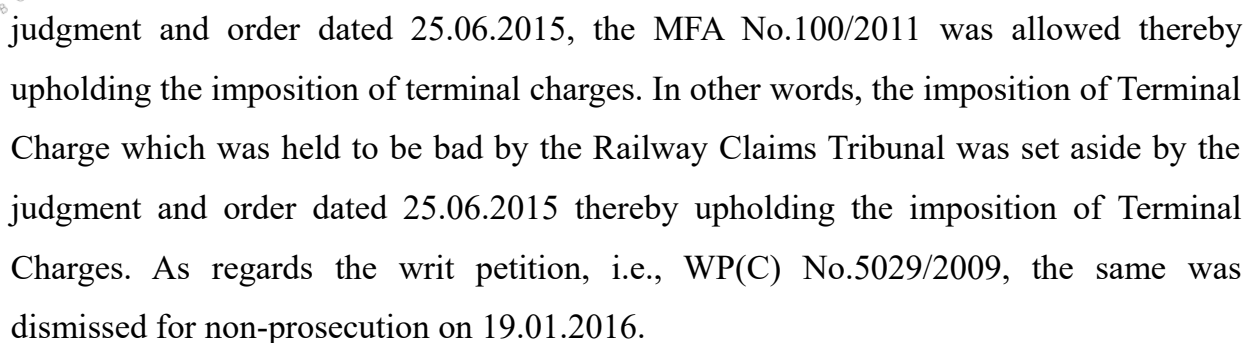 judgment and order dated 25.06.2015, the MFA No.100/2011 was allowed thereby
upholding the imposition of terminal charges. In other words, the imposition of Terminal
Charge which was held to be bad by the Railway Claims Tribunal was set aside by the
judgment and order dated 25.06.2015 thereby upholding the imposition of Terminal
Charges. As regards the writ petition, i.e., WP(C) No.5029/2009, the same was
dismissed for non-prosecution on 19.01.2016.